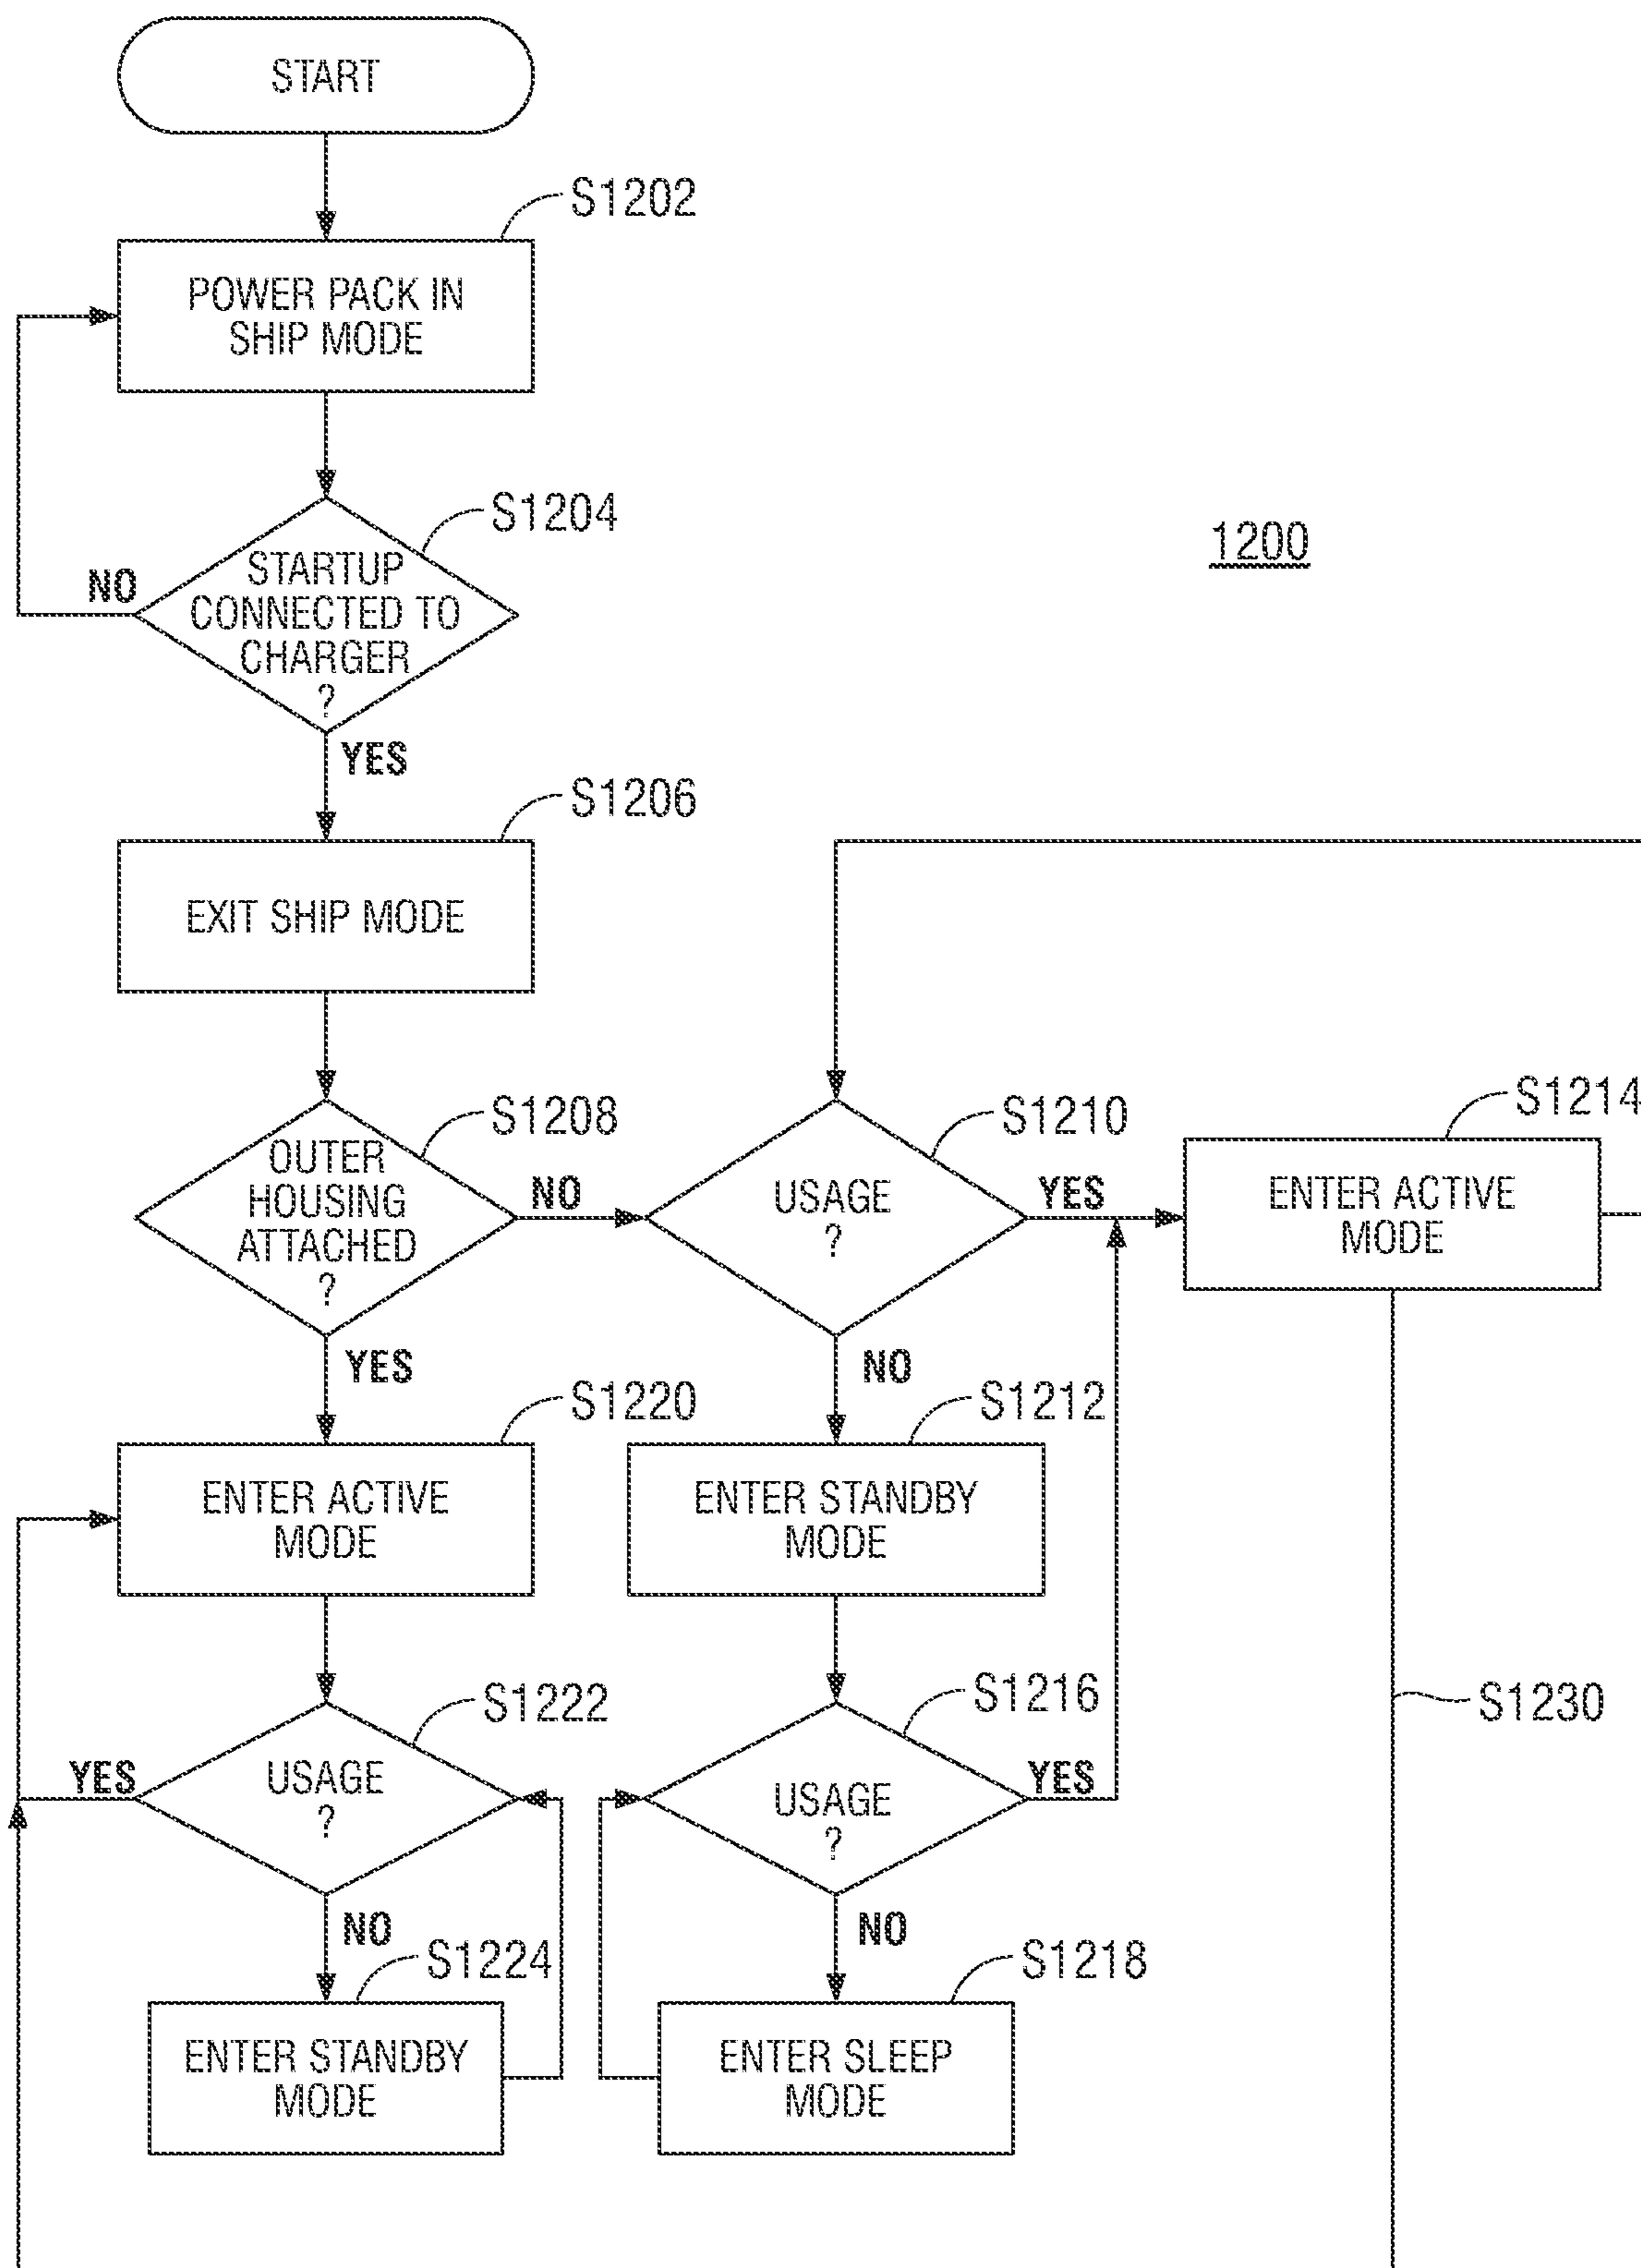 START
S1202
POWER PACK IN
SHIP MODE
S1204
STARTUP
CONNECTED TO
CHARGER
?
NO
1200
YES
S1206
EXIT SHIP MODE
S1208
OUTER
HOUSING
ATTACHED
?
NO
S1210
USAGE
?
YES
S1214
ENTER ACTIVE
MODE
YES
NO
S1220
ENTER ACTIVE
MODE
S1212
ENTER STANDBY
MODE
S1222
USAGE
?
YES
S1216
USAGE
?
YES
S1230
NO
S1224
ENTER STANDBY
MODE
NO
S1218
ENTER SLEEP
MODE